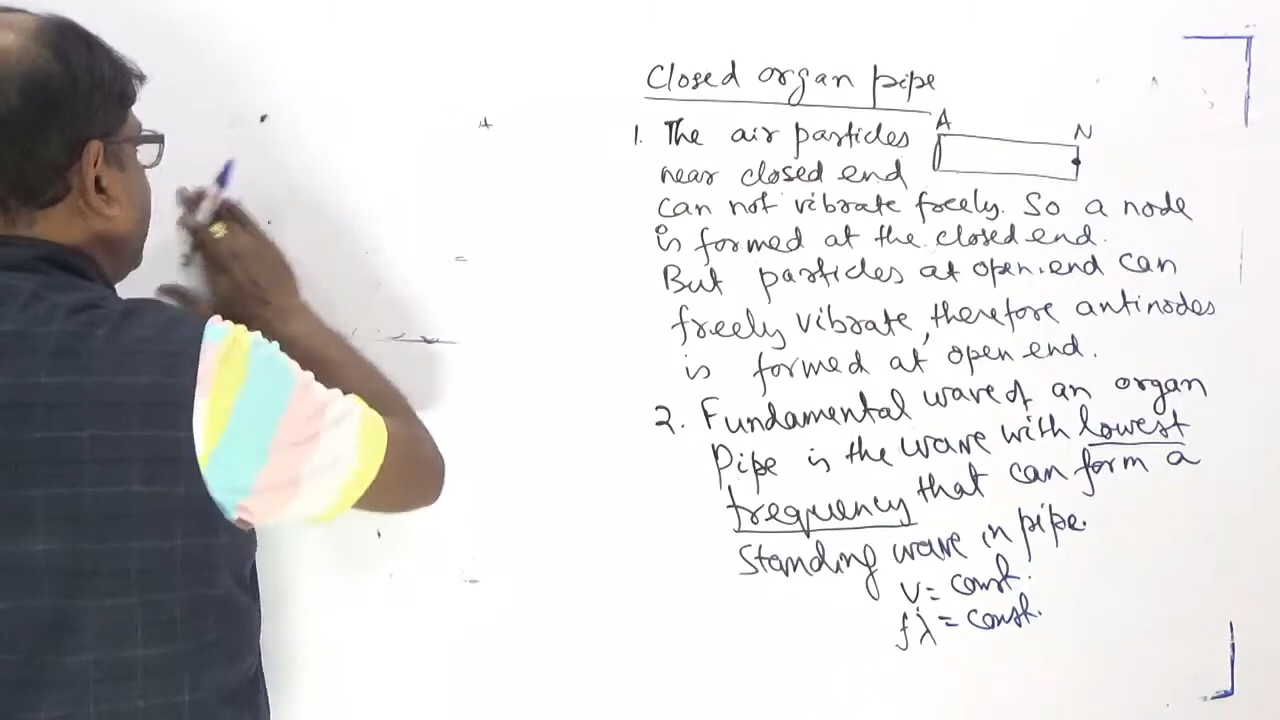 Closed organ pipe
A
N
1. The air particles
near closed end
can not vibrate freely. So a node
is formed at the closed end.
But particles at open end can
freely vibrate, therefore antinodes
is formed at open end.
2. Fundamental wave of an organ
Pipe is the wave with lowest
frequency that can form a
Standing wave in pipe.
v = const.
fλ = const.